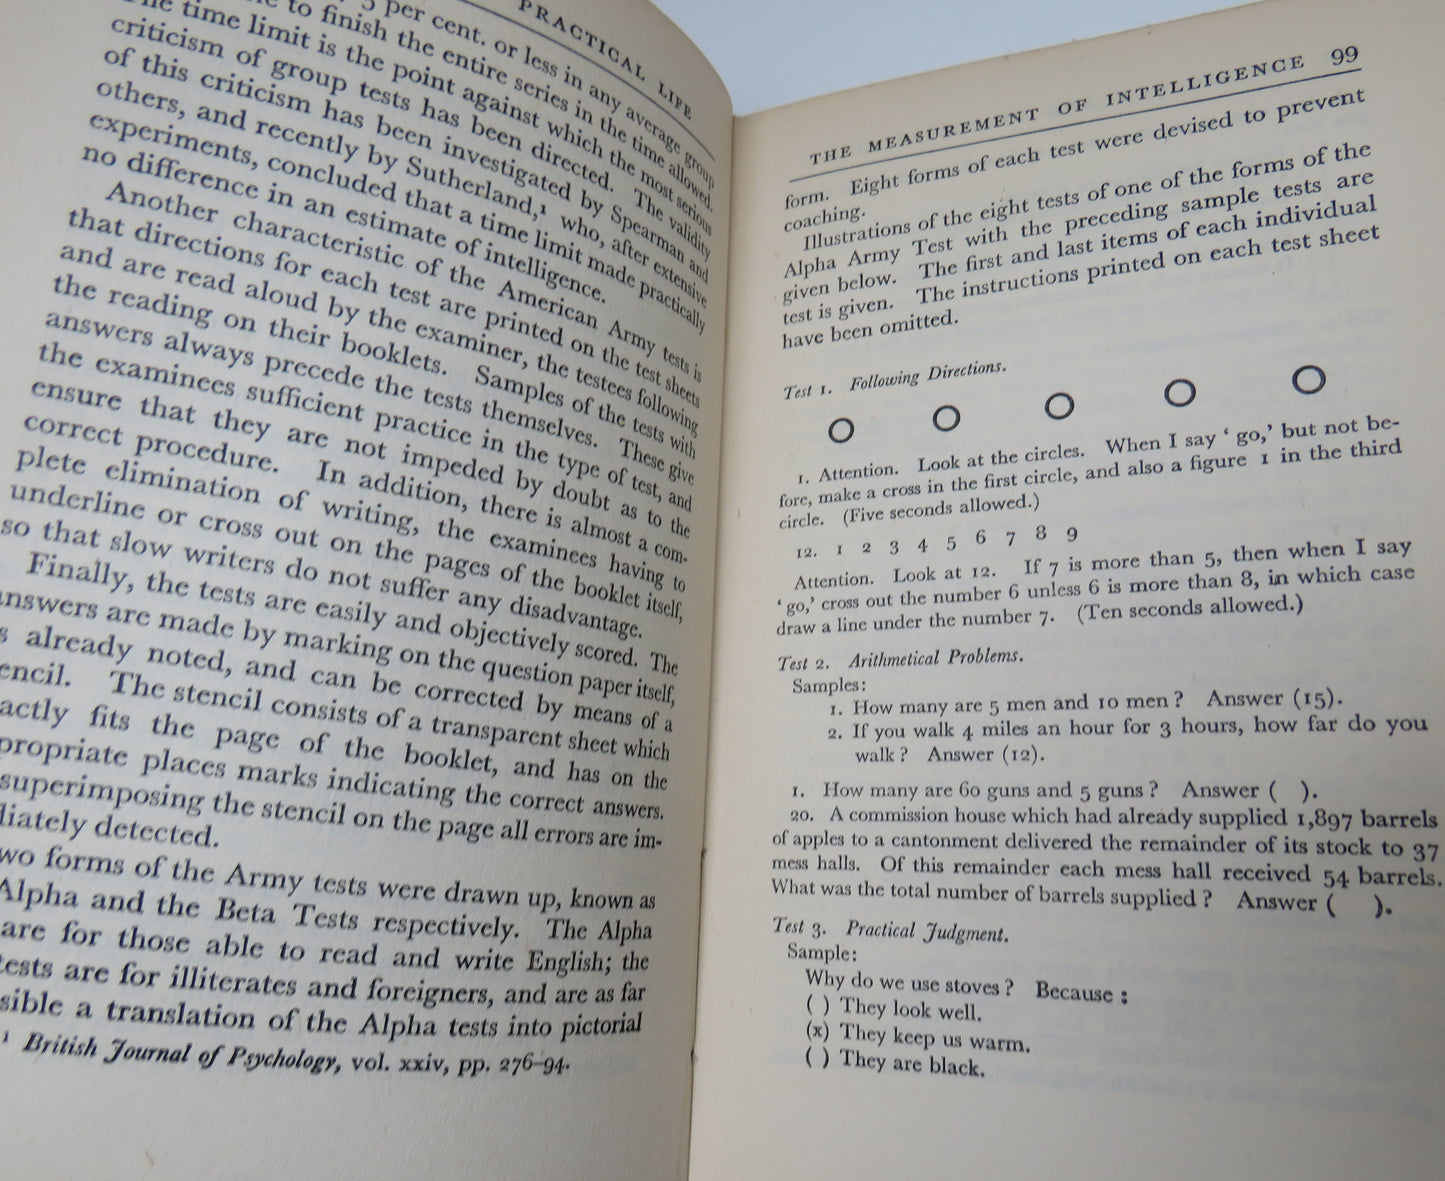 PRACTICAL LIFE
5 per cent. or less in any average group
to finish the entire series in the time allowed.
The time limit is the point against which the most serious
criticism of group tests has been directed. The validity
of this criticism has been investigated by Spearman and
others, and recently by Sutherland,¹ who, after extensive
experiments, concluded that a time limit made practically
no difference in an estimate of intelligence.
Another characteristic of the American Army tests is
that directions for each test are printed on the test sheets
and are read aloud by the examiner, the testees following
the reading on their booklets. Samples of the tests with
answers always precede the tests themselves. These give
the examinees sufficient practice in the type of test, and
ensure that they are not impeded by doubt as to the
correct procedure. In addition, there is almost a com-
plete elimination of writing, the examinees having to
underline or cross out on the pages of the booklet itself,
so that slow writers do not suffer any disadvantage.
Finally, the tests are easily and objectively scored. The
answers are made by marking on the question paper itself,
s already noted, and can be corrected by means of a
encil. The stencil consists of a transparent sheet which
actly fits the page of the booklet, and has on the
propriate places marks indicating the correct answers.
superimposing the stencil on the page all errors are im-
diately detected.
wo forms of the Army tests were drawn up, known as
Alpha and the Beta Tests respectively. The Alpha
are for those able to read and write English; the
tests are for illiterates and foreigners, and are as far
sible a translation of the Alpha tests into pictorial
¹ British Journal of Psychology, vol. xxiv, pp. 276–94.
THE MEASUREMENT OF INTELLIGENCE 99
form. Eight forms of each test were devised to prevent
coaching.
Illustrations of the eight tests of one of the forms of the
Alpha Army Test with the preceding sample tests are
given below. The first and last items of each individual
test is given. The instructions printed on each test sheet
have been omitted.
Test 1. Following Directions.
1. Attention. Look at the circles. When I say ‘ go,’ but not be-
fore, make a cross in the first circle, and also a figure 1 in the third
circle. (Five seconds allowed.)
12. 1 2 3 4 5 6 7 8 9
Attention. Look at 12. If 7 is more than 5, then when I say
‘ go,’ cross out the number 6 unless 6 is more than 8, in which case
draw a line under the number 7. (Ten seconds allowed.)
Test 2. Arithmetical Problems.
Samples:
1. How many are 5 men and 10 men ? Answer (15).
2. If you walk 4 miles an hour for 3 hours, how far do you
walk ? Answer (12).
1. How many are 60 guns and 5 guns ? Answer ( ).
20. A commission house which had already supplied 1,897 barrels
of apples to a cantonment delivered the remainder of its stock to 37
mess halls. Of this remainder each mess hall received 54 barrels.
What was the total number of barrels supplied ? Answer ( ).
Test 3. Practical Judgment.
Sample:
Why do we use stoves ? Because :
( ) They look well.
(x) They keep us warm.
( ) They are black.